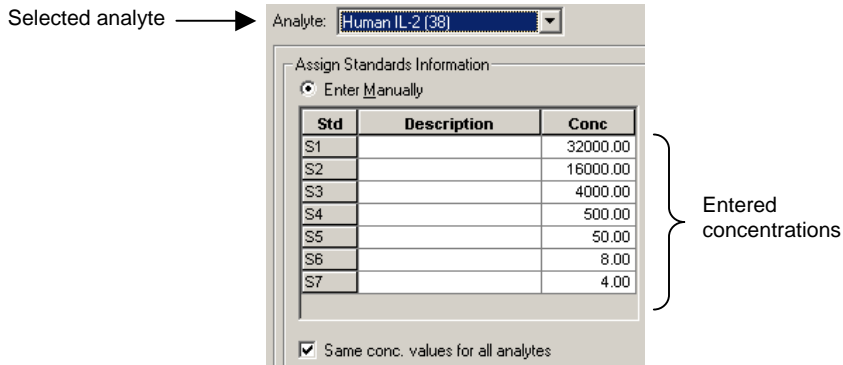 Selected analyte
Analyte: Human IL-2 (38)
Assign Standards Information
Enter Manually
Std Description Conc
S1 32000.00
S2 16000.00
S3 4000.00
S4 500.00
S5 50.00
S6 8.00
S7 4.00
Entered
concentrations
Same conc. values for all analytes